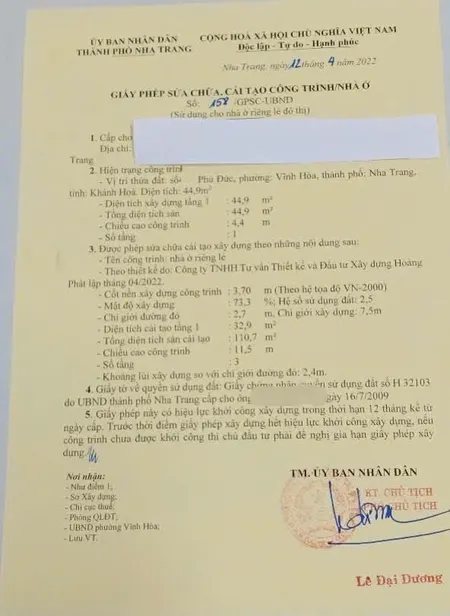 ỦY BAN NHÂN DÂN
THÀNH PHỐ NHA TRANG
CỘNG HOÀ XÃ HỘI CHỦ NGHĨA VIỆT NAM
Độc lập - Tự do - Hạnh phúc
Nha Trang, ngày 12 tháng 4 năm 2022
GIẤY PHÉP SỬA CHỮA, CẢI TẠO CÔNG TRÌNH/NHÀ Ở
Số: 158 /GPSC-UBND
(Sử dụng cho nhà ở riêng lẻ đô thị)
1. Cấp cho
Địa chỉ:
Trang
2. Hiện trạng công trình
- Vị trí thửa đất: số Phú Đức, phường: Vĩnh Hòa, thành phố: Nha Trang,
tỉnh: Khánh Hoà. Diện tích: 44,9m²
- Diện tích xây dựng tầng 1 : 44,9 m²
- Tổng diện tích sàn : 44,9 m²
- Chiều cao công trình : 4,4 m
- Số tầng : 1
3. Được phép sửa chữa cải tạo xây dựng theo những nội dung sau:
- Tên công trình: nhà ở riêng lẻ
- Theo thiết kế do: Công ty TNHH Tư vấn Thiết kế và Đầu tư Xây dựng Hoàng
Phát lập tháng 04/2022.
- Cốt nền xây dựng công trình : 3,70 m (Theo hệ tọa độ VN-2000)
- Mật độ xây dựng : 73,3 %; Hệ số sử dụng đất: 2,5
- Chỉ giới đường đỏ : 2,7 m, Chỉ giới xây dựng: 7,5m
- Diện tích cải tạo tầng 1 : 32,9 m²
- Tổng diện tích sàn cải tạo : 110,7 m²
- Chiều cao công trình : 11,5 m
- Số tầng : 3
- Khoảng lùi xây dựng so với chỉ giới đường đỏ: 2,4m.
4. Giấy tờ về quyền sử dụng đất: Giấy chứng nhận quyền sử dụng đất số H 32103
do UBND thành phố Nha Trang cấp cho ông ngày 16/7/2009
5. Giấy phép này có hiệu lực khởi công xây dựng trong thời hạn 12 tháng kể từ
ngày cấp. Trước thời điểm giấy phép xây dựng hết hiệu lực khởi công xây dựng, nếu
công trình chưa được khởi công thì chủ đầu tư phải đề nghị gia hạn giấy phép xây
dựng.
Nơi nhận:
- Như điểm 1;
- Sở Xây dựng;
- Chi cục thuế;
- Phòng QLĐT;
- UBND phường Vĩnh Hòa;
- Lưu VT.
TM. ỦY BAN NHÂN DÂN
KT. CHỦ TỊCH
CHỦ TỊCH
Lê Đại Dương